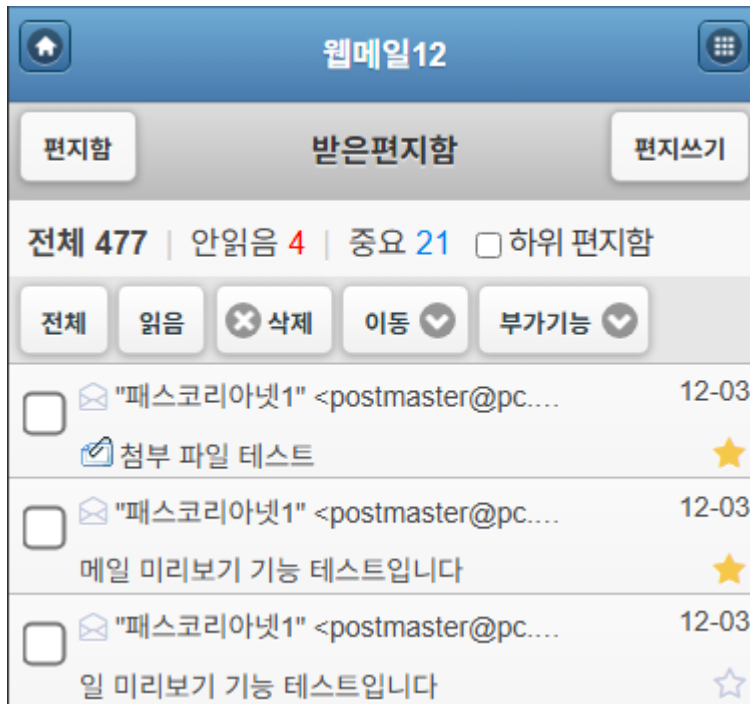 웹메일12
편지함 받은편지함 편지쓰기
전체 477 | 안읽음 4 | 중요 21 하위 편지함
전체 읽음 삭제 이동 부가기능
"패스코리아넷1" <postmaster@pc.... 12-03
첨부 파일 테스트
"패스코리아넷1" <postmaster@pc.... 12-03
메일 미리보기 기능 테스트입니다
"패스코리아넷1" <postmaster@pc.... 12-03
일 미리보기 기능 테스트입니다